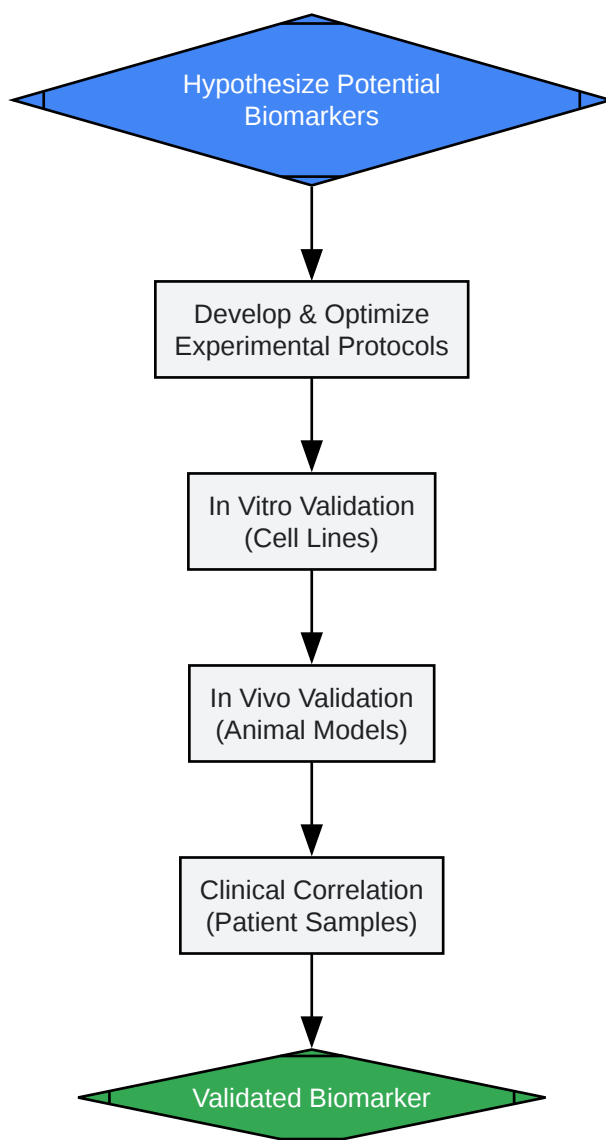 Hypothesize Potential
Biomarkers
Develop & Optimize
Experimental Protocols
In Vitro Validation
(Cell Lines)
In Vivo Validation
(Animal Models)
Clinical Correlation
(Patient Samples)
Validated Biomarker